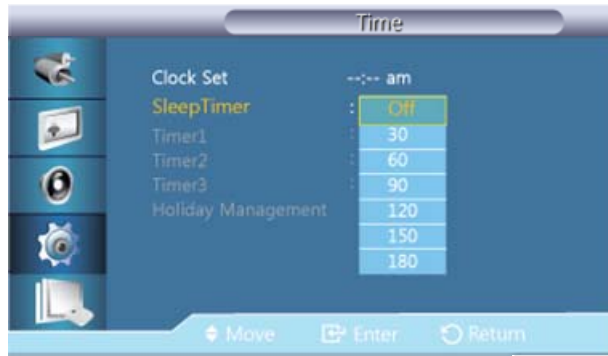 Time
Clock Set --:-- am
SleepTimer : Off
Timer1 : 30
Timer2 : 60
Timer3 : 90
Holiday Management 120
150
180
Move Enter Return